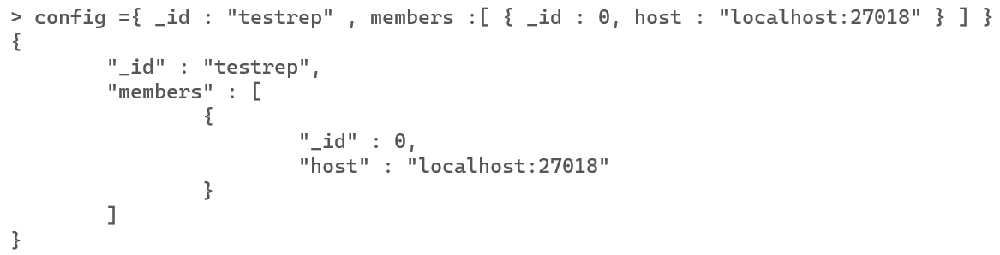 > config ={ _id : "testrep" , members :[ { _id : 0, host : "localhost:27018" } ] }
{
        "_id" : "testrep",
        "members" : [
                {
                        "_id" : 0,
                        "host" : "localhost:27018"
                }
        ]
}